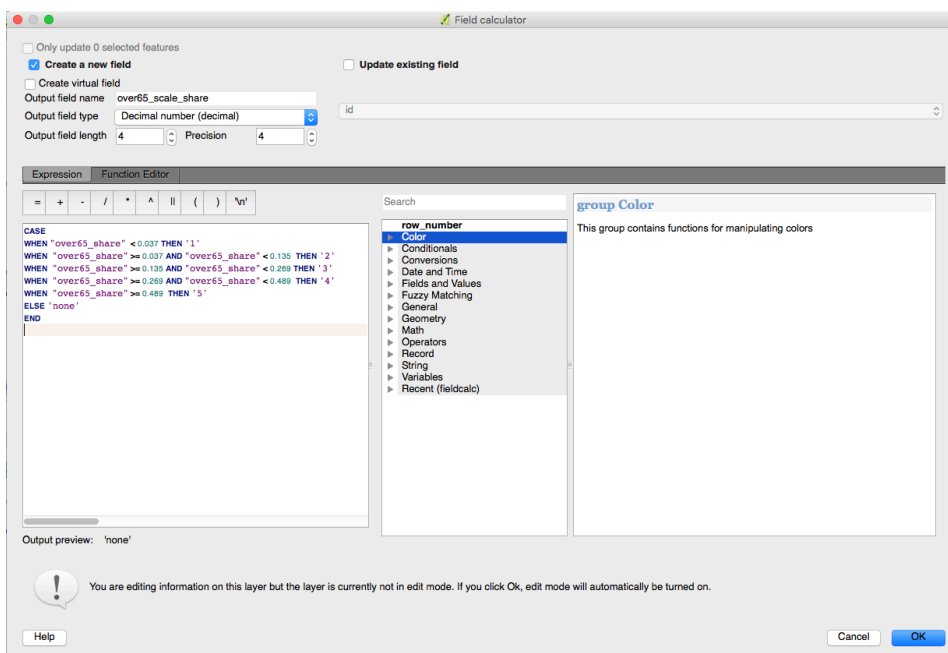 Field calculator
Only update 0 selected features
Create a new field
Update existing field
Create virtual field
Output field name over65_scale_share
Output field type Decimal number (decimal)
id
Output field length 4 Precision 4
Expression Function Editor
= + - / * ^ || ( ) '\n'
Search
group Color
This group contains functions for manipulating colors
row_number
Color
Conditionals
Conversions
Date and Time
Fields and Values
Fuzzy Matching
General
Geometry
Math
Operators
Record
String
Variables
Recent (fieldcalc)
CASE
WHEN "over65_share" < 0.037 THEN '1'
WHEN "over65_share" >= 0.037 AND "over65_share" < 0.135 THEN '2'
WHEN "over65_share" >= 0.135 AND "over65_share" < 0.269 THEN '3'
WHEN "over65_share" >= 0.269 AND "over65_share" < 0.489 THEN '4'
WHEN "over65_share" >= 0.489 THEN '5'
ELSE 'none'
END
Output preview: 'none'
You are editing information on this layer but the layer is currently not in edit mode. If you click Ok, edit mode will automatically be turned on.
Help
Cancel
OK